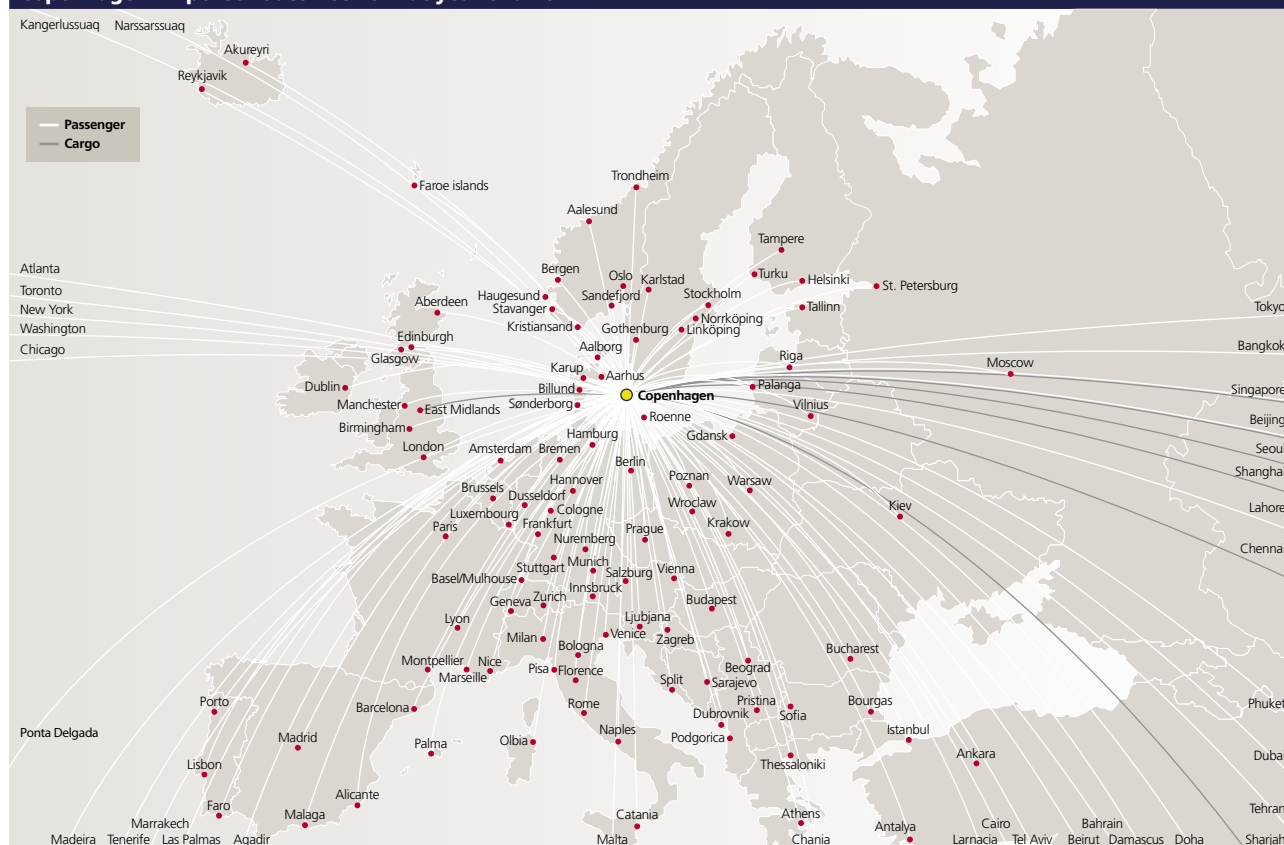 Kangerlussuaq
Narssarssuaq
Akureyri
Reykjavik
Passenger
Cargo
Faroe islands
Trondheim
Aalesund
Tampere
Turku
Helsinki
St. Petersburg
Tallinn
Bergen
Oslo
Karlstad
Haugesund
Sandefjord
Stockholm
Stavanger
Norrköping
Kristiansand
Gothenburg
Linköping
Aberdeen
Edinburgh
Glasgow
Aalborg
Karup
Aarhus
Riga
Moscow
Atlanta
Toronto
New York
Washington
Chicago
Tokyo
Bangkok
Singapore
Beijing
Seoul
Shanghai
Lahore
Chennai
Dublin
Manchester
East Midlands
Birmingham
London
Billund
Sønderborg
Copenhagen
Palanga
Vilnius
Roenne
Gdansk
Hamburg
Amsterdam
Bremen
Berlin
Poznan
Warsaw
Brussels
Hannover
Dusseldorf
Wroclaw
Kiev
Luxembourg
Cologne
Paris
Frankfurt
Prague
Krakow
Nuremberg
Stuttgart
Munich
Salzburg
Vienna
Basel/Mulhouse
Innsbruck
Geneva
Zurich
Budapest
Lyon
Ljubjana
Milan
Venice
Zagreb
Bologna
Bucharest
Montpellier
Nice
Marseille
Pisa
Florence
Beograd
Split
Sarajevo
Porto
Barcelona
Rome
Pristina
Dubrovnik
Sofia
Bourgas
Phuket
Ponta Delgada
Madrid
Palma
Olbia
Naples
Podgorica
Istanbul
Ankara
Dubai
Lisbon
Thessaloniki
Alicante
Faro
Malaga
Catania
Athens
Antalya
Tehran
Marrakech
Cairo
Bahrain
Madeira
Tenerife
Las Palmas
Agadir
Malta
Chania
Larnacia
Tel Aviv
Beirut
Damascus
Doha
Sharjah